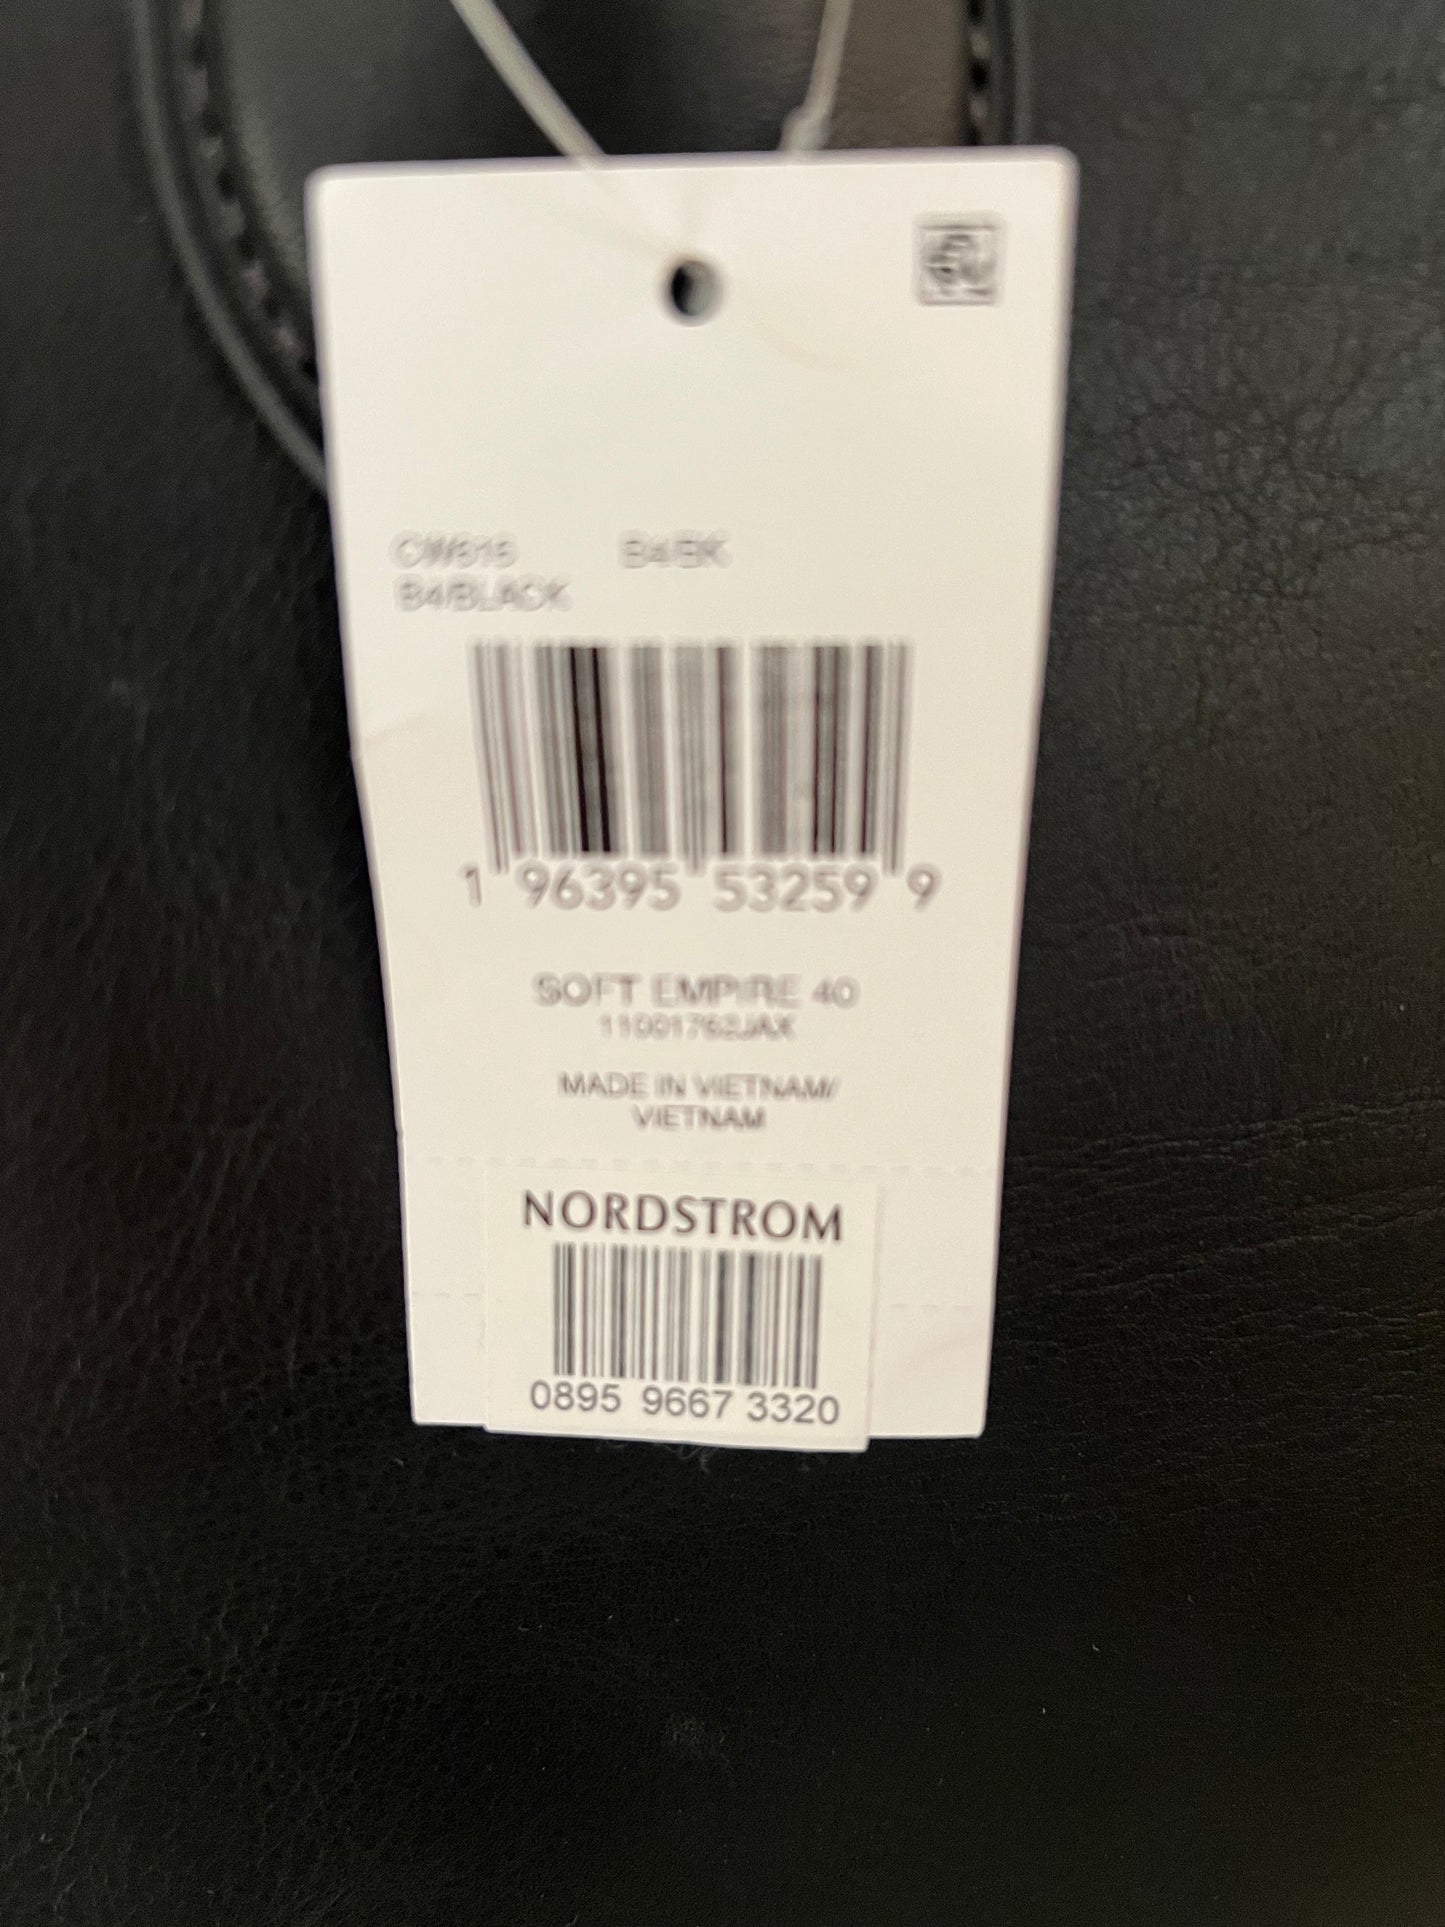 B4/BK
B4/BLACK
1 96395 53259 9
SOFT EMPIRE 40
11001762JAX
MADE IN VIETNAM/
VIETNAM
NORDSTROM
0895 9667 3320